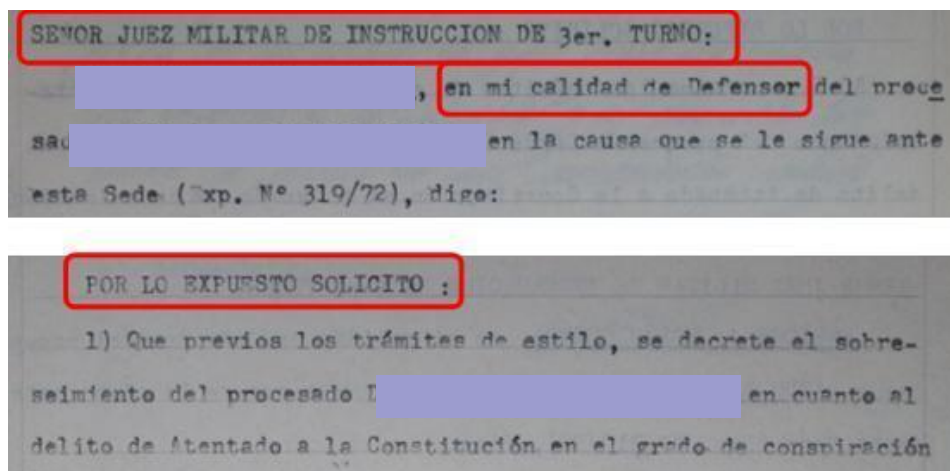 SEÑOR JUEZ MILITAR DE INSTRUCCION DE 3er. TURNO:
, en mi calidad de Defensor del proce
sad en la causa que se le sigue ante
esta Sede (Exp. Nº 319/72), digo:
POR LO EXPUESTO SOLICITO :
1) Que previos los trámites de estilo, se decrete el sobre-
seimiento del procesado en cuanto al
delito de Atentado a la Constitución en el grado de conspiración